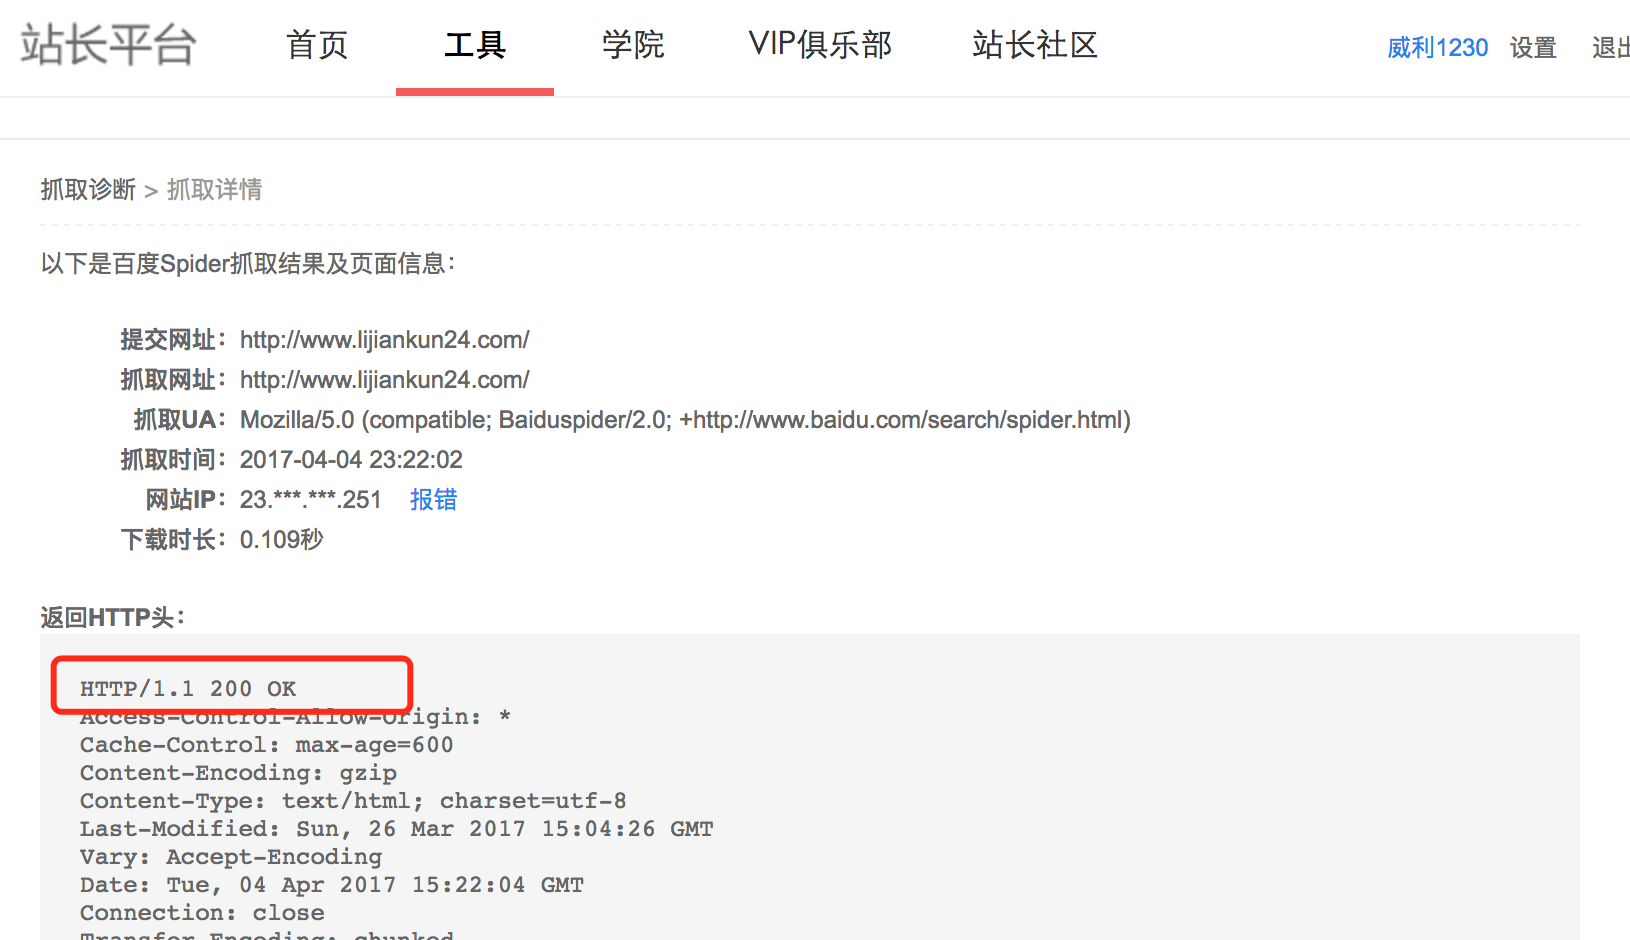 站长平台 首页 工具 学院 VIP俱乐部 站长社区 威利1230 设置 退出
抓取诊断 > 抓取详情
以下是百度Spider抓取结果及页面信息：
提交网址： http://www.lijiankun24.com/
抓取网址： http://www.lijiankun24.com/
抓取UA： Mozilla/5.0 (compatible; Baiduspider/2.0; +http://www.baidu.com/search/spider.html)
抓取时间： 2017-04-04 23:22:02
网站IP： 23.***.***.251 报错
下载时长： 0.109秒
返回HTTP头：
HTTP/1.1 200 OK
Access-Control-Allow-Origin: *
Cache-Control: max-age=600
Content-Encoding: gzip
Content-Type: text/html; charset=utf-8
Last-Modified: Sun, 26 Mar 2017 15:04:26 GMT
Vary: Accept-Encoding
Date: Tue, 04 Apr 2017 15:22:04 GMT
Connection: close
Transfer-Encoding: chunked